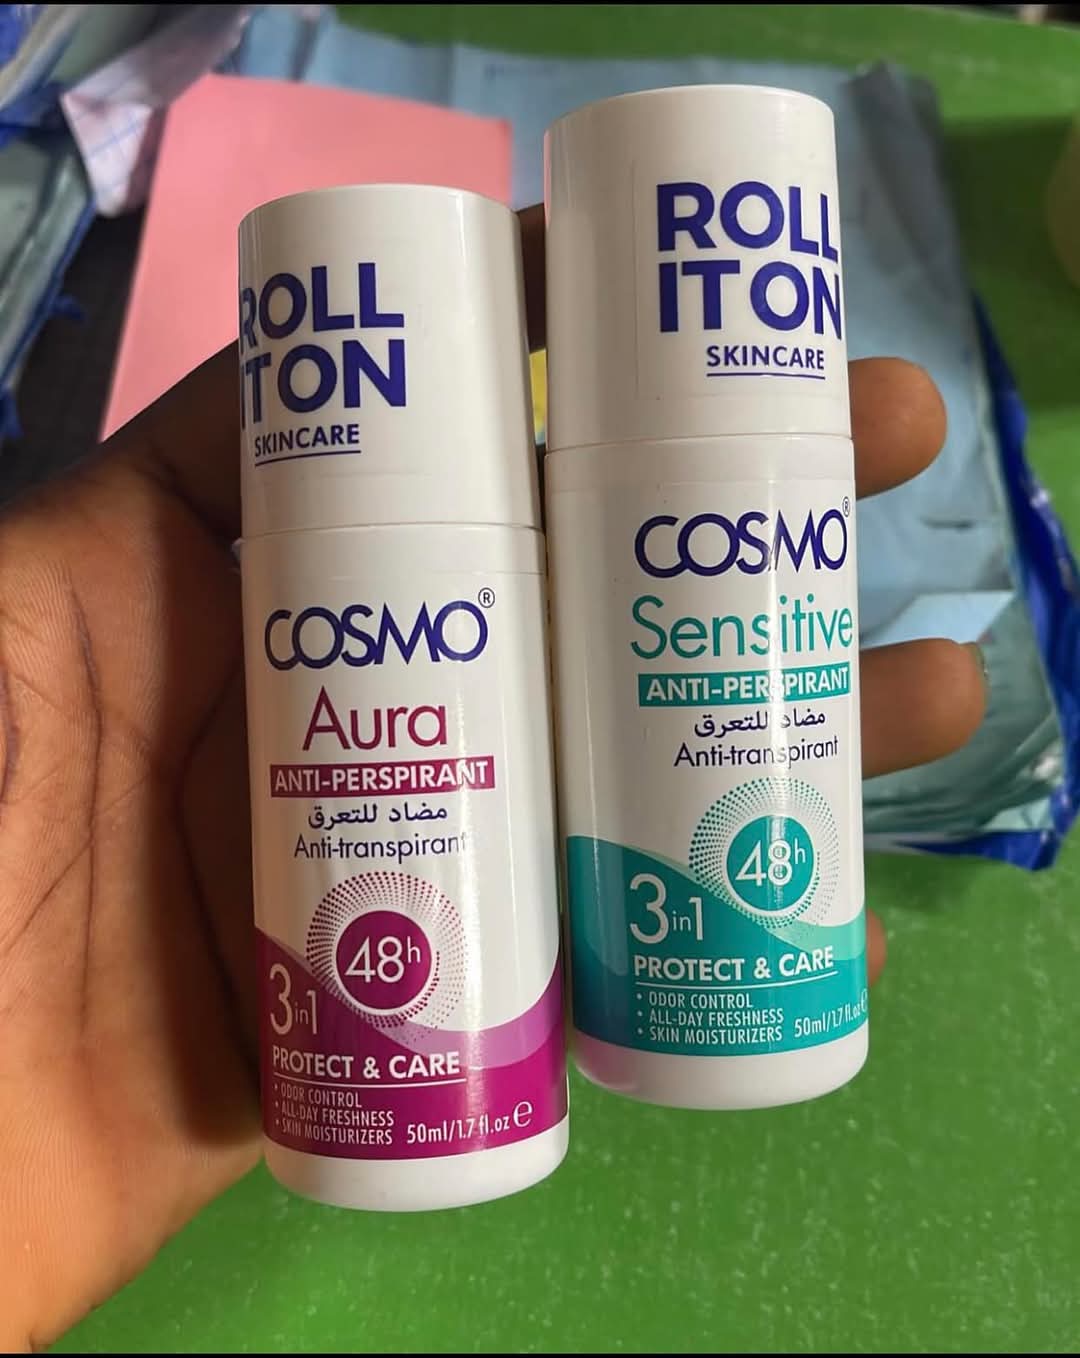 ROLL
IT ON
SKINCARE
COSMO®
Aura
ANTI-PERSPIRANT
مضاد للتعرق
Anti-transpirant
48h
3in1
PROTECT & CARE
• ODOR CONTROL
• ALL-DAY FRESHNESS
• SKIN MOISTURIZERS
50ml/1.7 fl.oz e
ROLL
IT ON
SKINCARE
COSMO®
Sensitive
ANTI-PERSPIRANT
مضاد للتعرق
Anti-transpirant
48h
3in1
PROTECT & CARE
• ODOR CONTROL
• ALL-DAY FRESHNESS
• SKIN MOISTURIZERS
50ml/1.7 fl.oz e